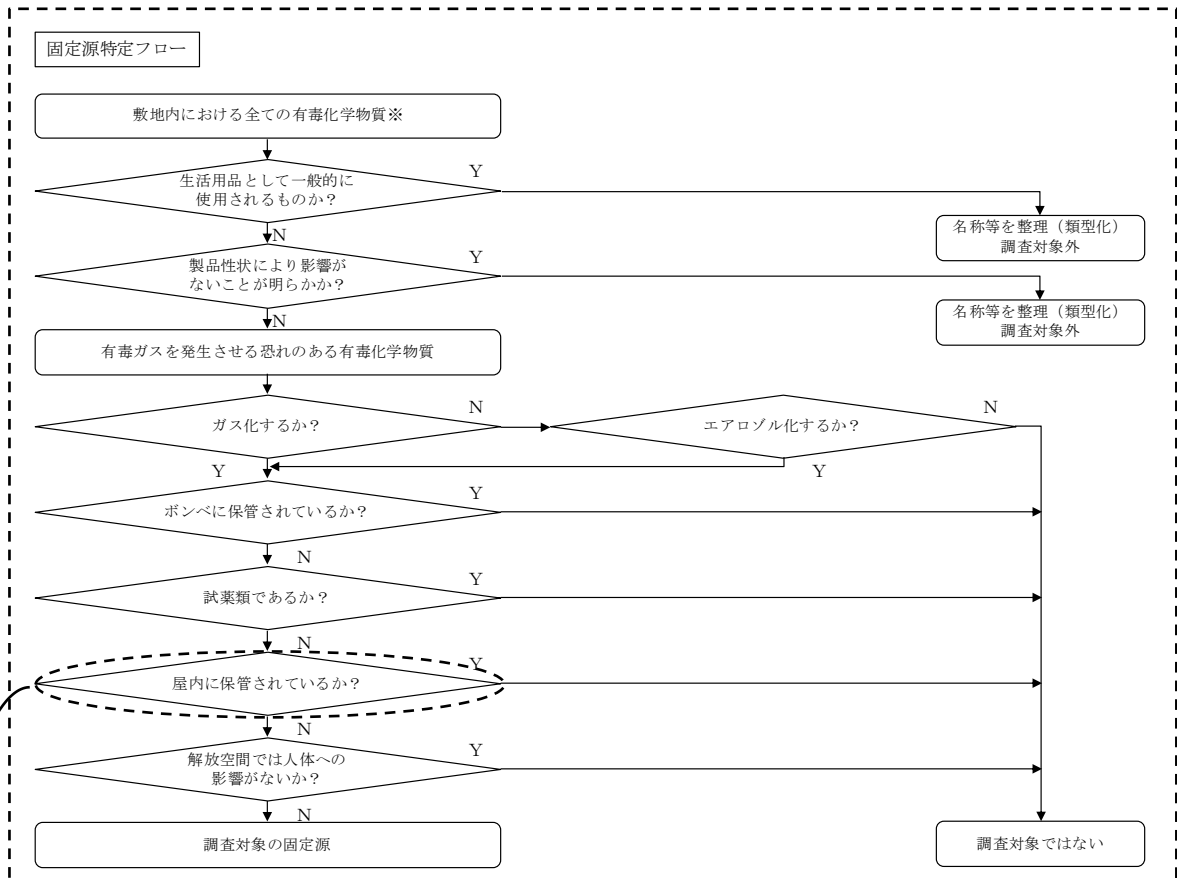 固定源特定フロー
敷地内における全ての有毒化学物質※
生活用品として一般的に
使用されるものか？
Y
名称等を整理（類型化）
調査対象外
N
製品性状により影響が
ないことが明らかか？
Y
名称等を整理（類型化）
調査対象外
N
有毒ガスを発生させる恐れのある有毒化学物質
ガス化するか？
N
エアロゾル化するか？
N
Y
Y
ボンベに保管されているか？
Y
N
試薬類であるか？
Y
N
屋内に保管されているか？
Y
N
解放空間では人体への
影響がないか？
Y
N
調査対象の固定源
調査対象ではない